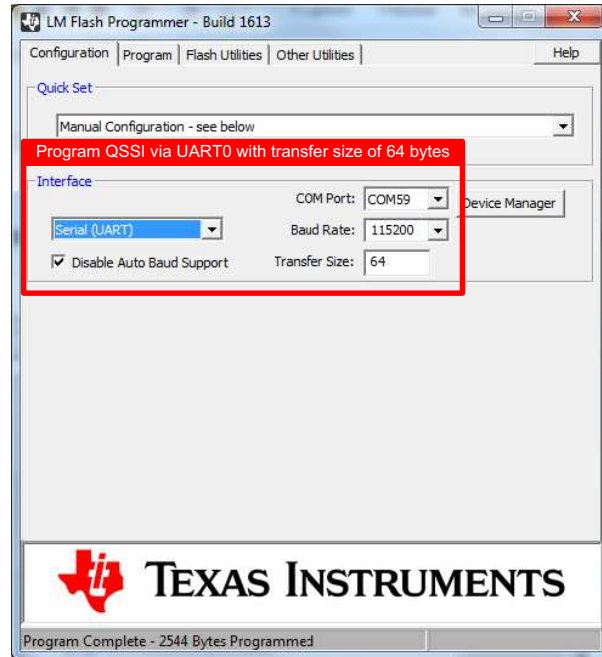 LM Flash Programmer - Build 1613
Configuration Program Flash Utilities Other Utilities Help
Quick Set
Manual Configuration - see below
Program QSSI via UART0 with transfer size of 64 bytes
Interface
COM Port: COM59 Device Manager
Serial (UART) Baud Rate: 115200
Disable Auto Baud Support Transfer Size: 64
TEXAS INSTRUMENTS
Program Complete - 2544 Bytes Programmed